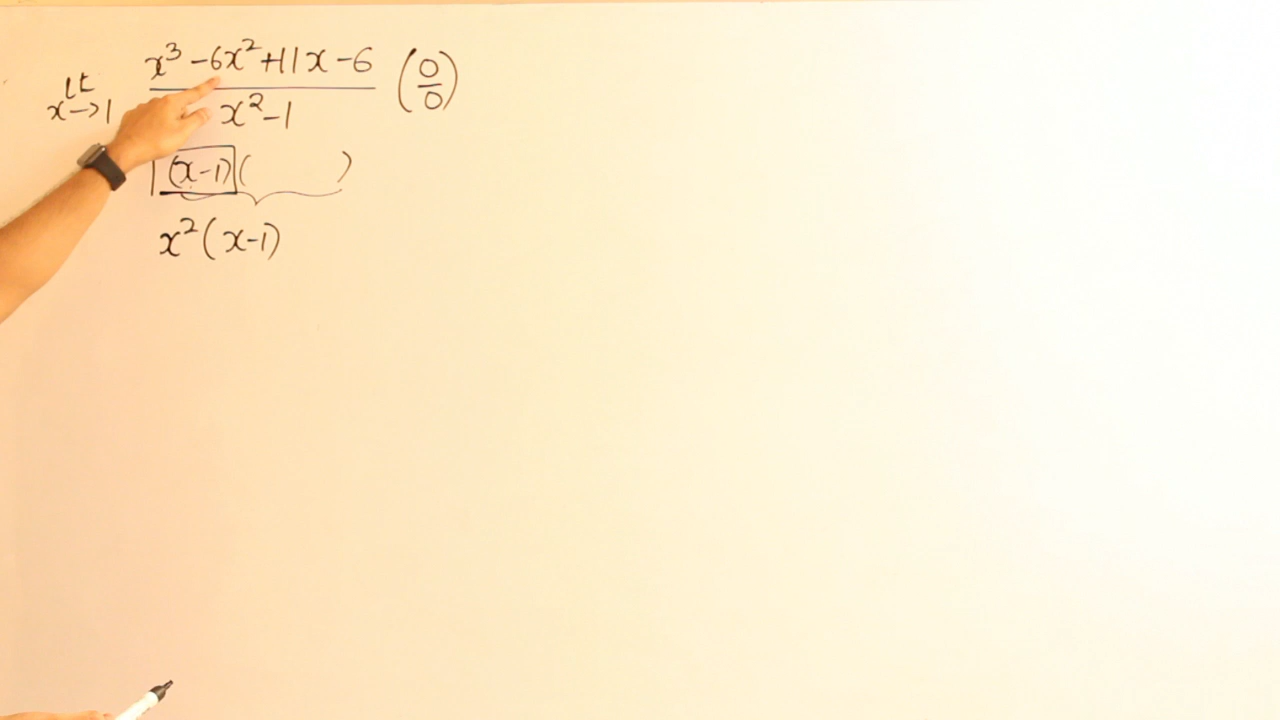 lt x→1 x³ – 6x² + 11x – 6 / x² – 1 (0/0)
(x–1)( )
x²(x–1)